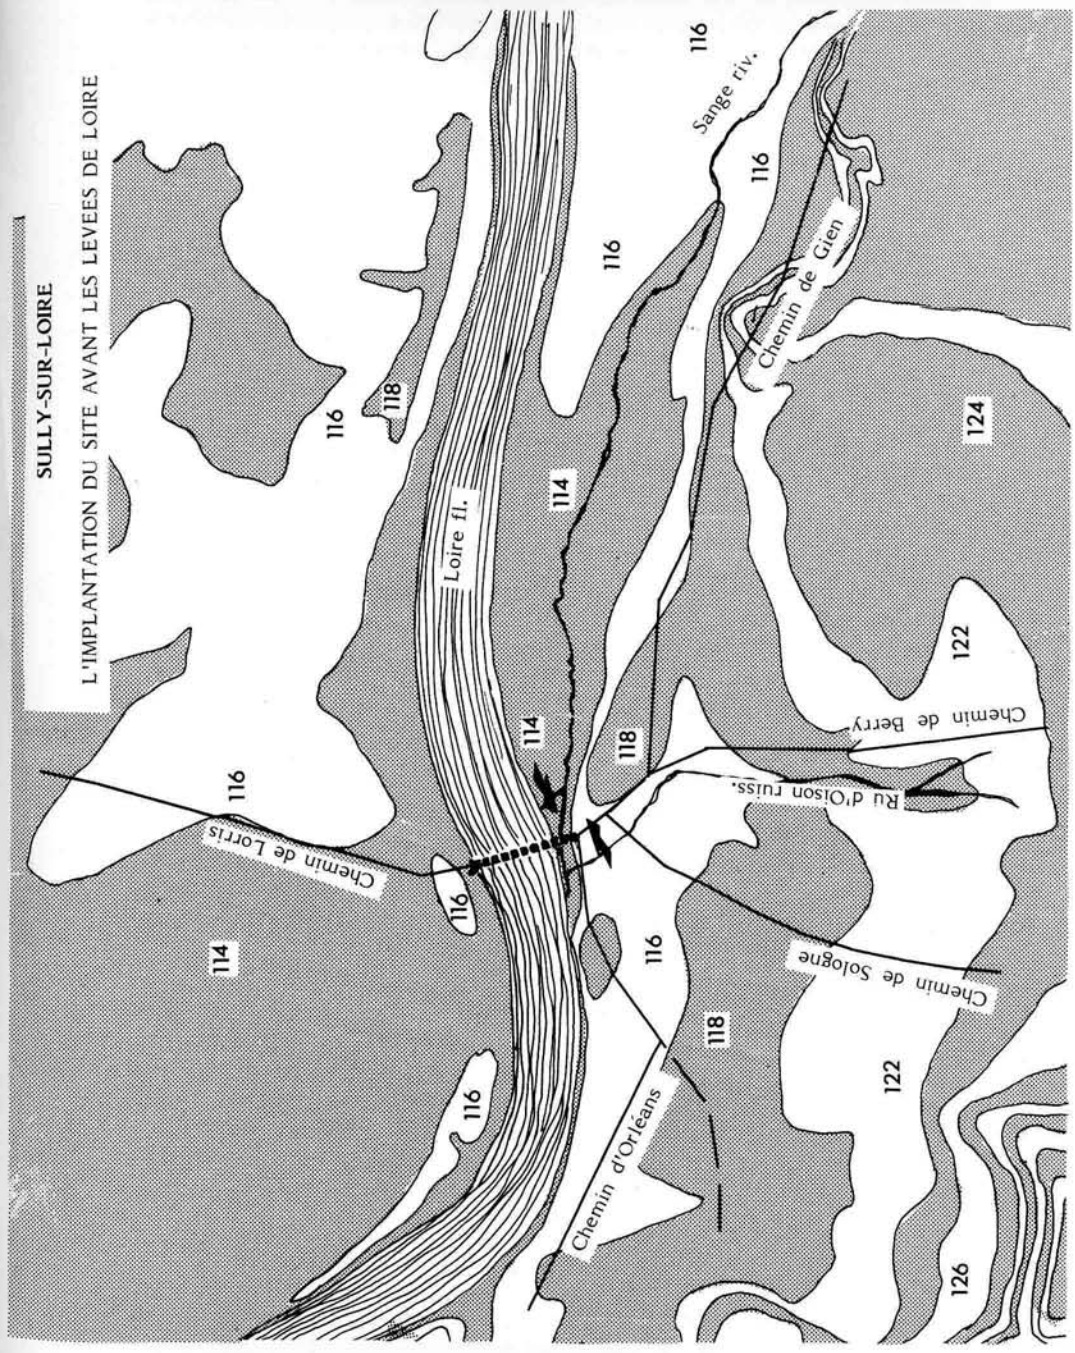 SULLY-SUR-LOIRE
L'IMPLANTATION DU SITE AVANT LES LEVEES DE LOIRE
114
116
116
Chemin d'Orléans
126
122
118
116
Chemin de Sologne
116
Chemin de Lorris
116
114
118
Ru d'Oison ruiss.
Chemin de Berry
122
Loire fl.
114
116
118
124
Chemin de Gien
116
116
Sange riv.
116